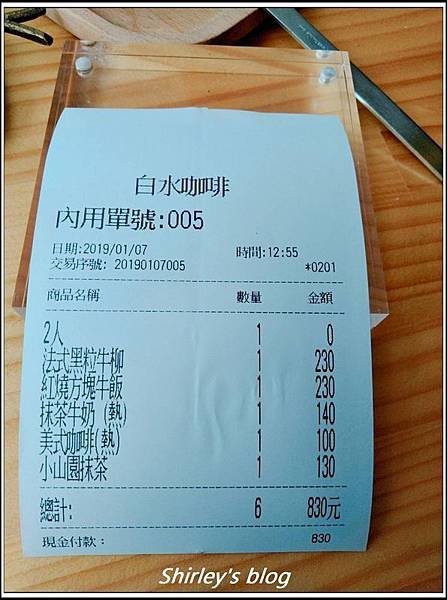 白水咖啡
內用單號:005
日期:2019/01/07 時間:12:55
交易序號: 20190107005 *0201
商品名稱 數量 金額
2人 1 0
法式黑粒牛柳 1 230
紅燒方塊牛飯 1 230
抹茶牛奶 (熱) 1 140
美式咖啡(熱) 1 100
小山園抹茶 1 130
總計: 6 830元
現金付款: 830
Shirley's blog